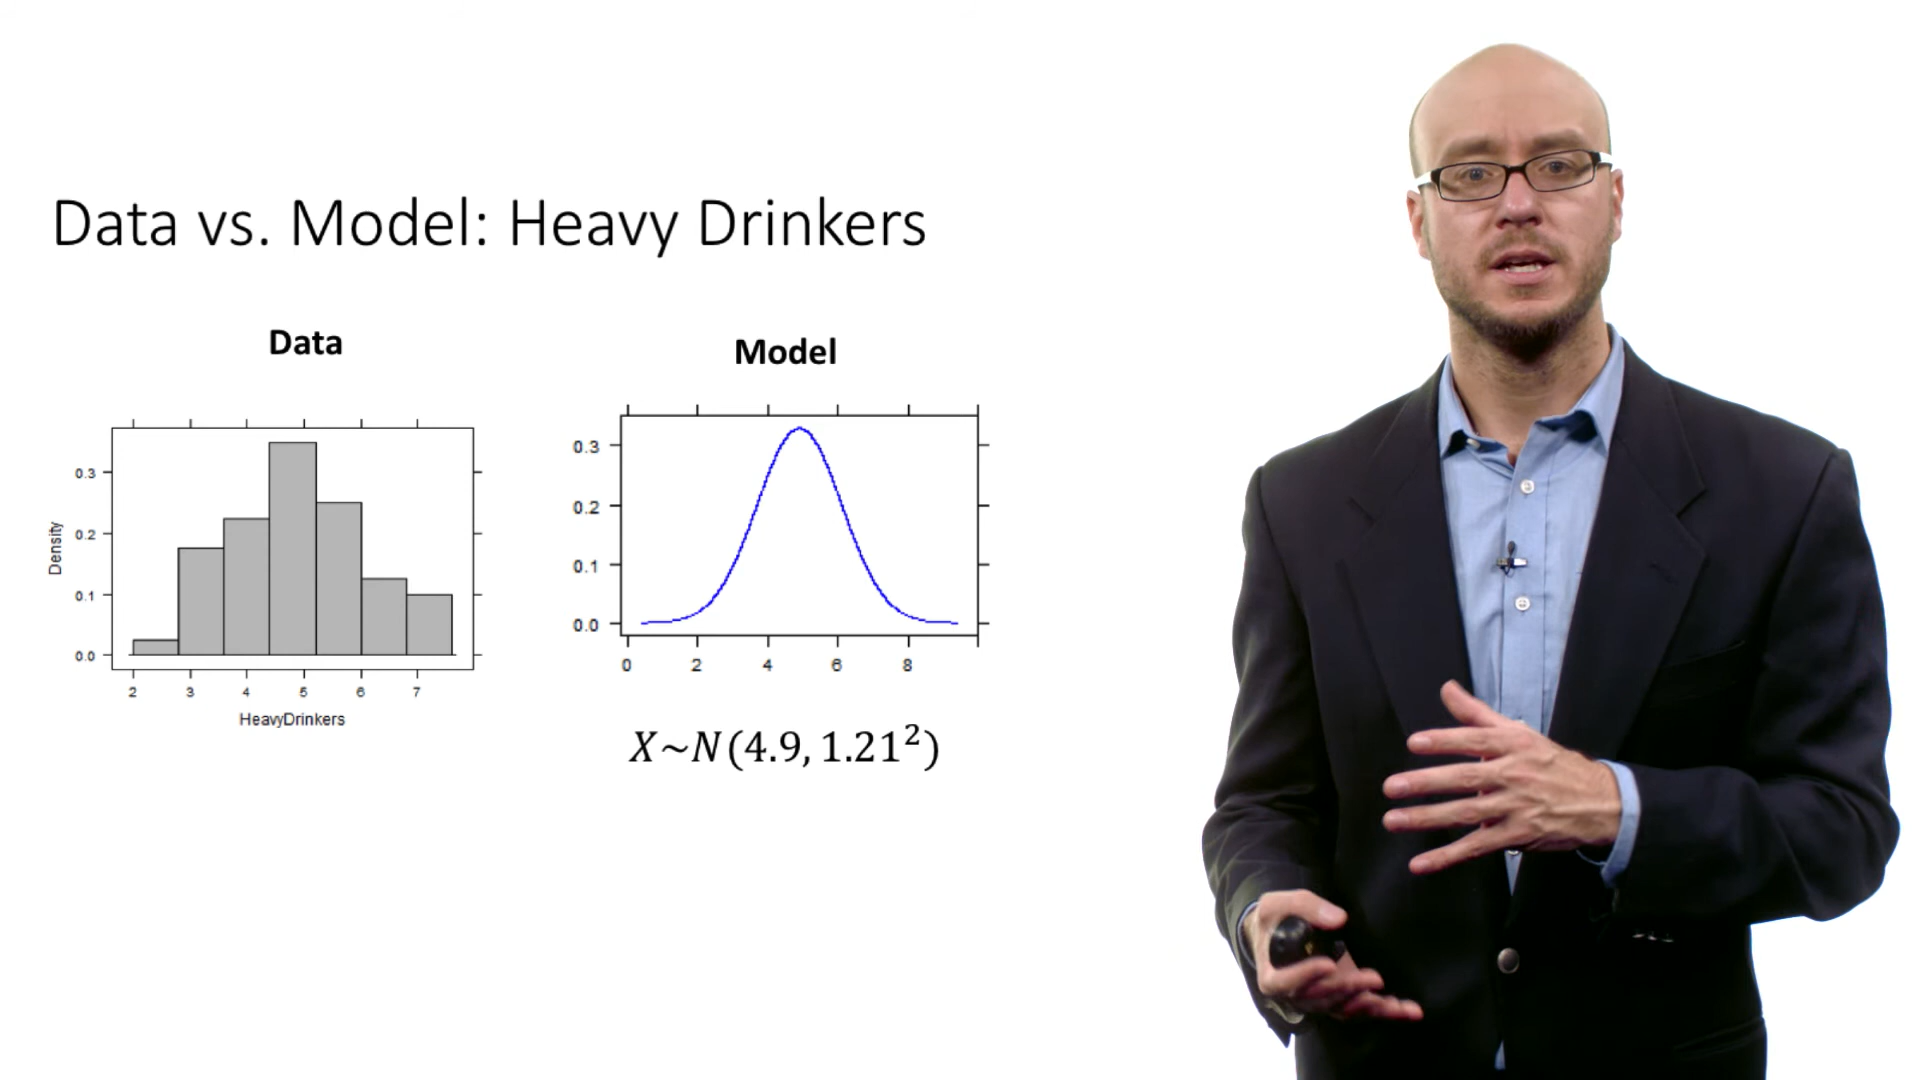 Data vs. Model: Heavy Drinkers
Data
Model
Density
0.3
0.2
0.1
0.0
2 3 4 5 6 7
HeavyDrinkers
0.3
0.2
0.1
0.0
0 2 4 6 8
X~N(4.9, 1.21²)